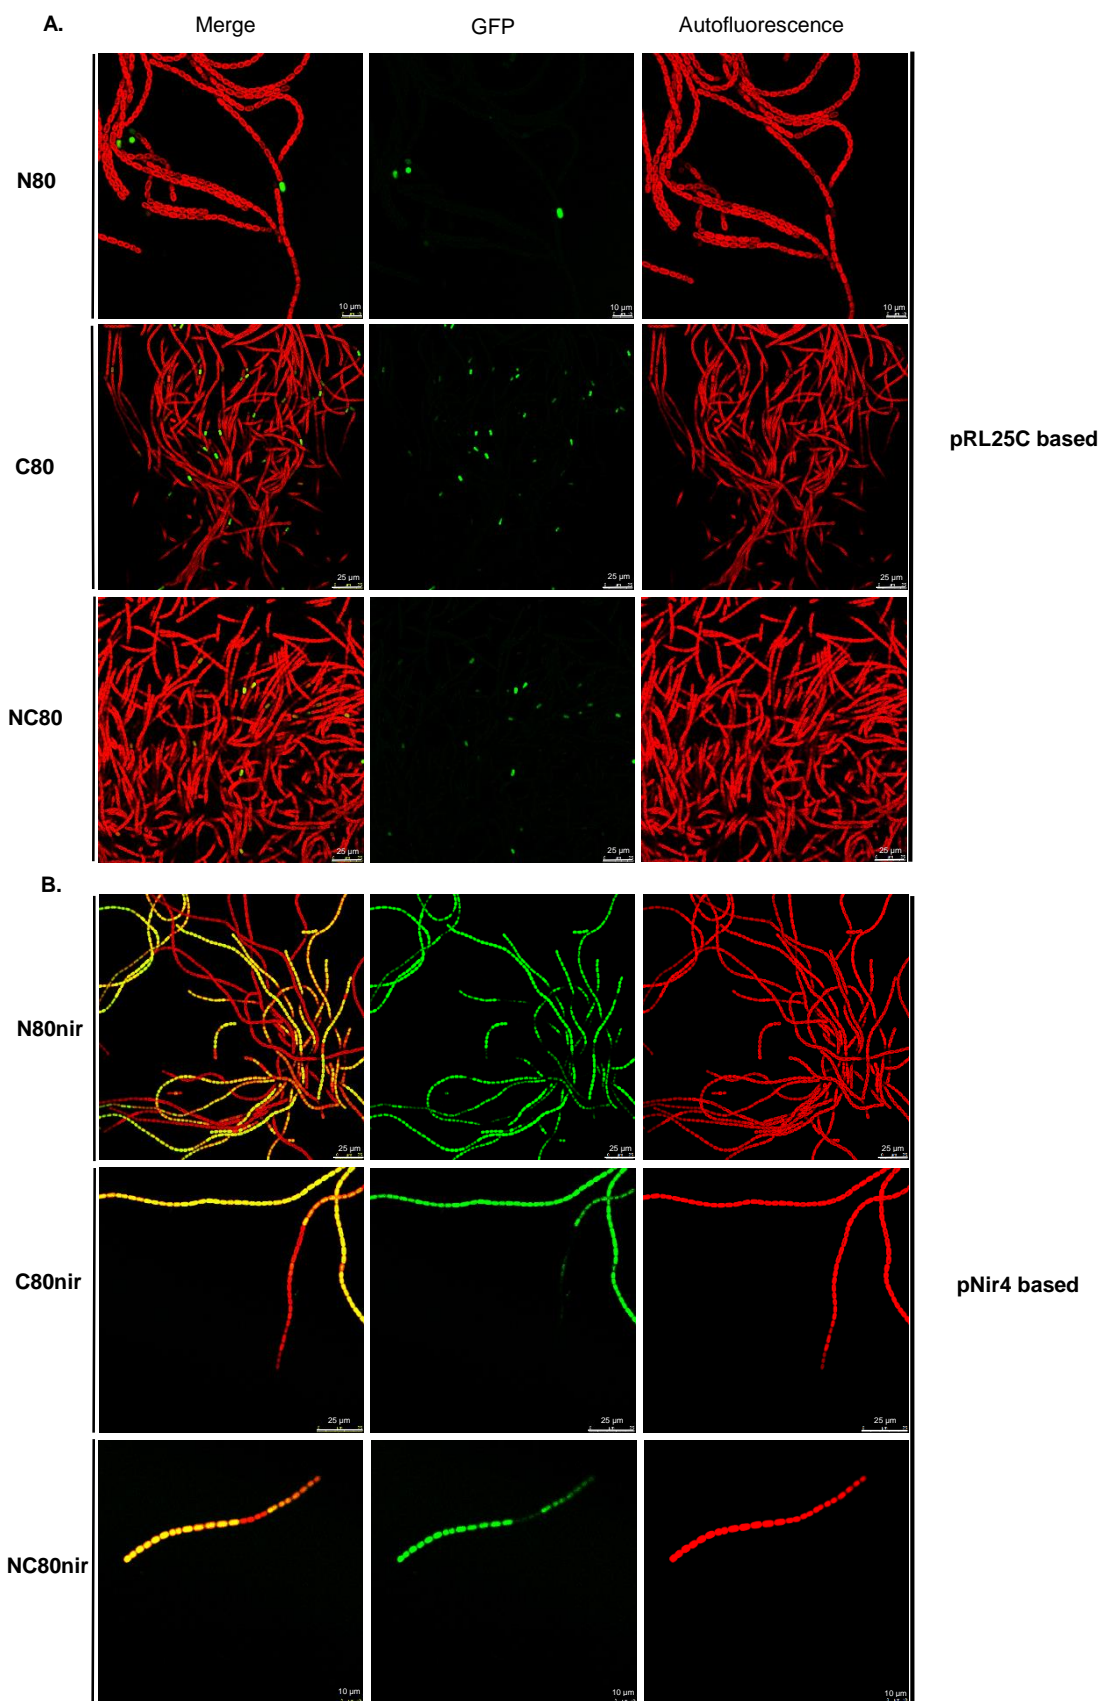 A.
Merge GFP Autofluorescence
N80
10 µm 10 µm
C80
25 µm 25 µm 25 µm
pRL25C based
NC80
25 µm 25 µm 25 µm
B.
N80nir
25 µm 25 µm 25 µm
C80nir
25 µm 25 µm 25 µm
pNir4 based
NC80nir
10 µm 10 µm 10 µm